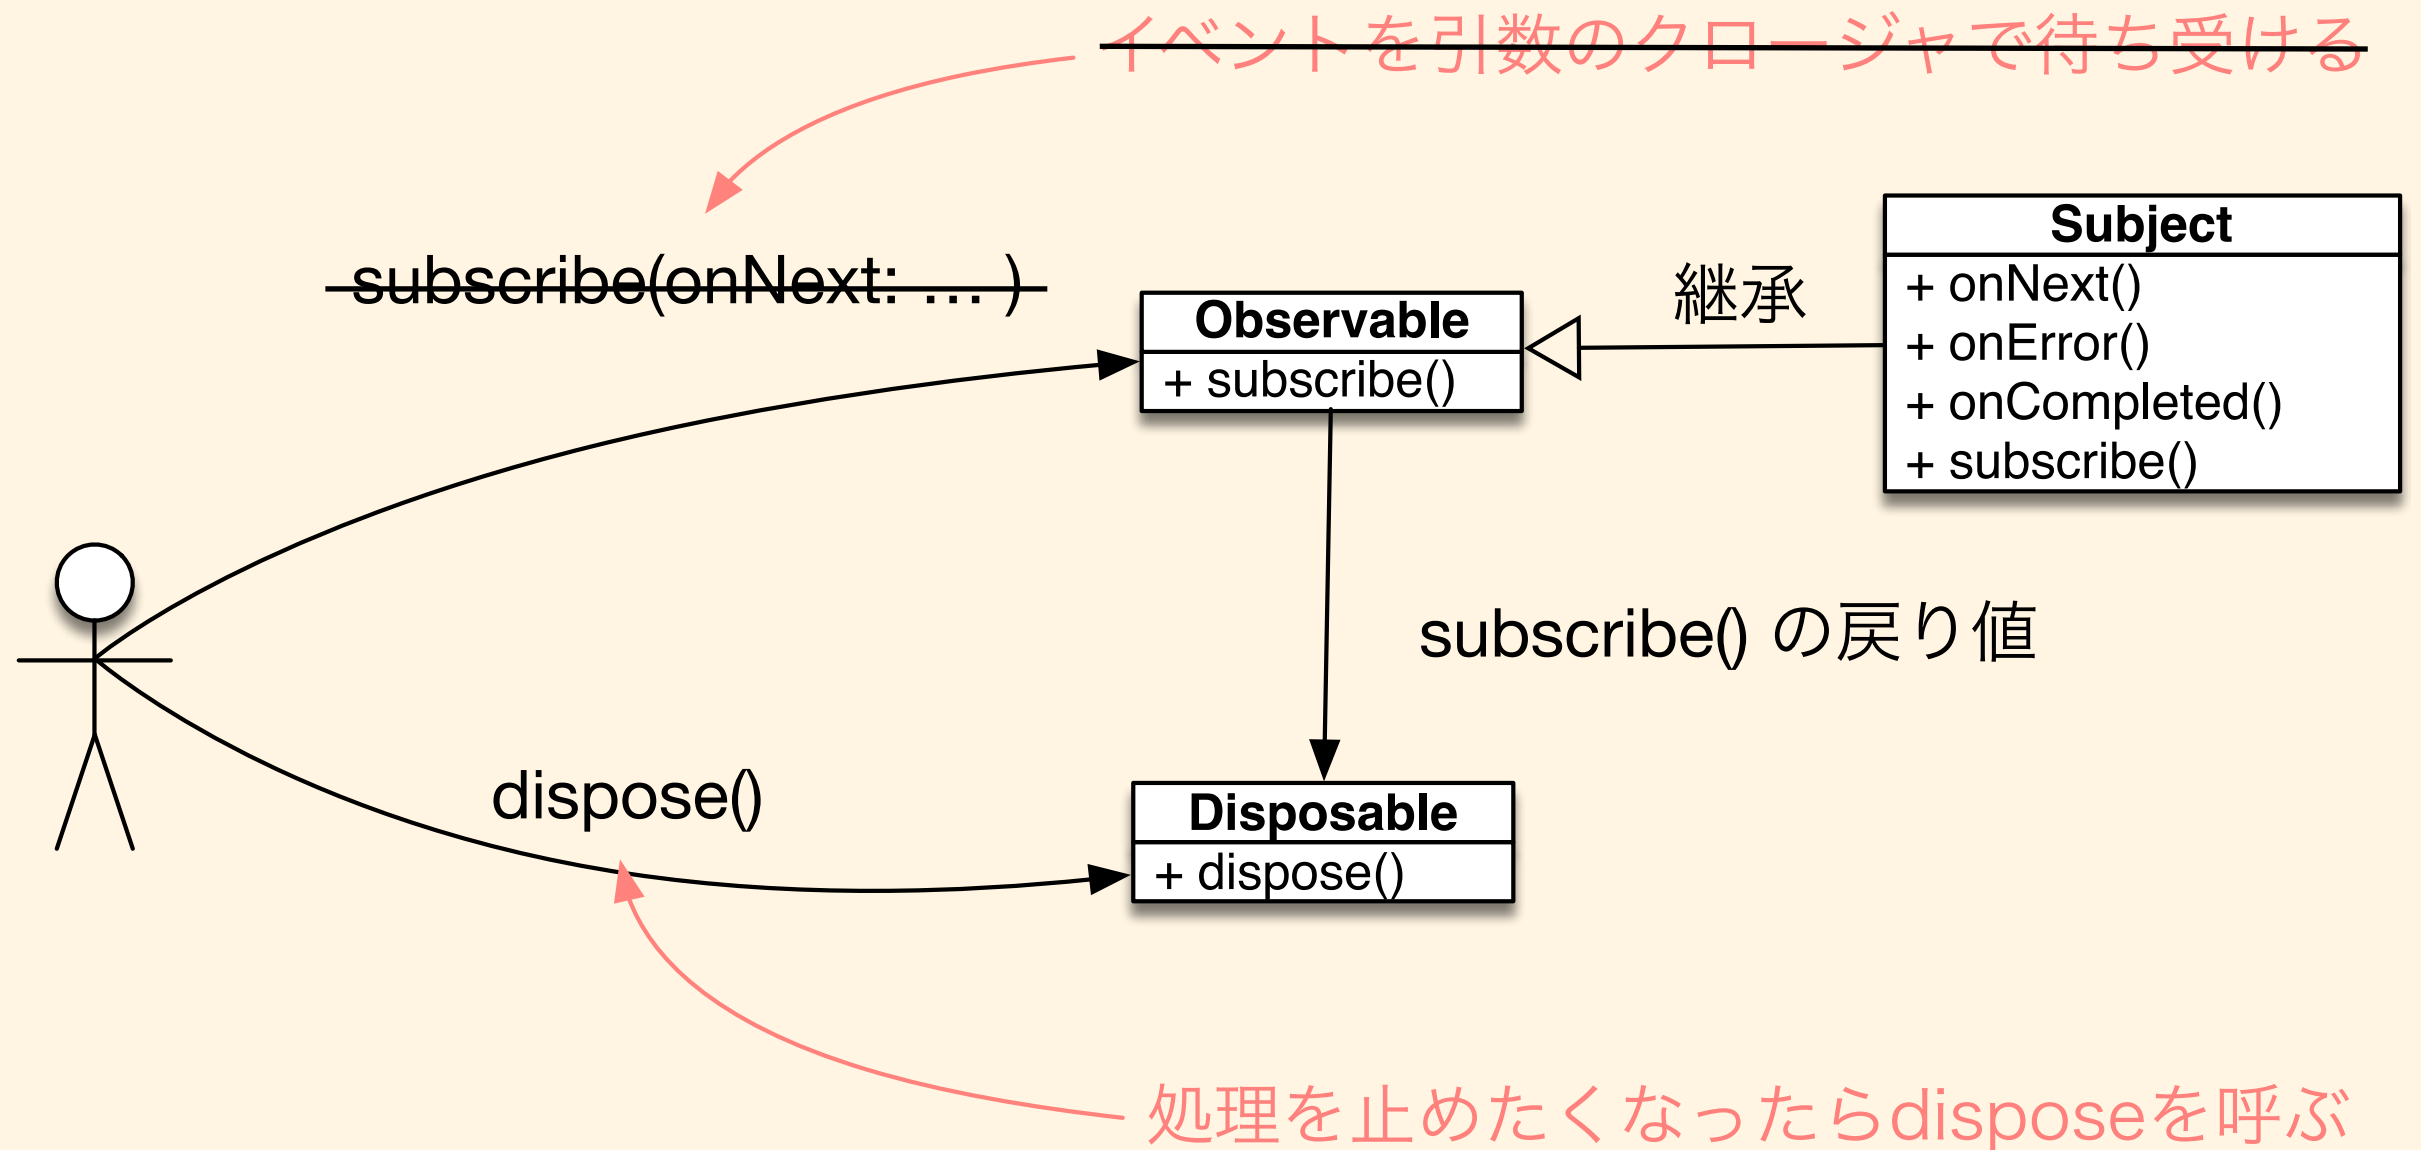 イベントを引数のクロージャで待ち受ける
subscribe(onNext: … )
Subject
+ onNext()
+ onError()
+ onCompleted()
+ subscribe()
継承
Observable
+ subscribe()
subscribe() の戻り値
dispose()
Disposable
+ dispose()
処理を止めたくなったらdisposeを呼ぶ